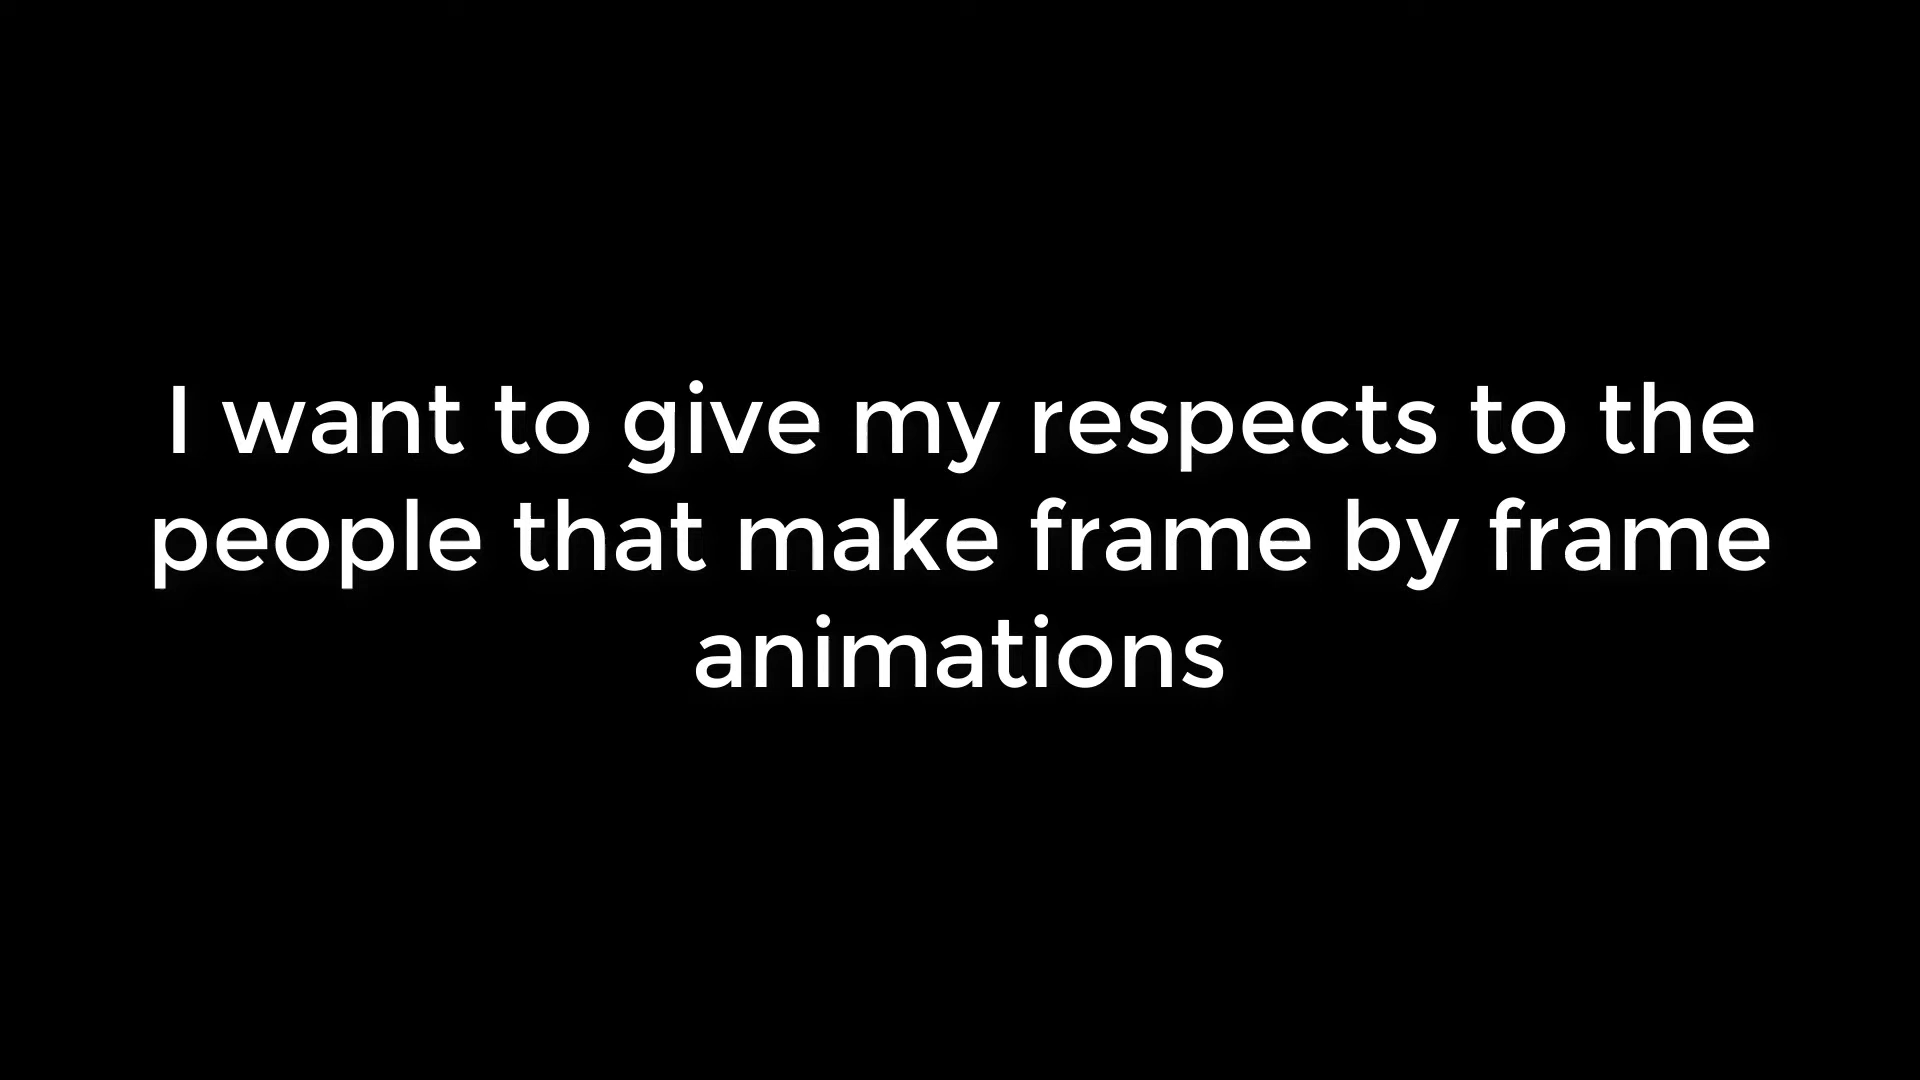 I want to give my respects to the
people that make frame by frame
animations